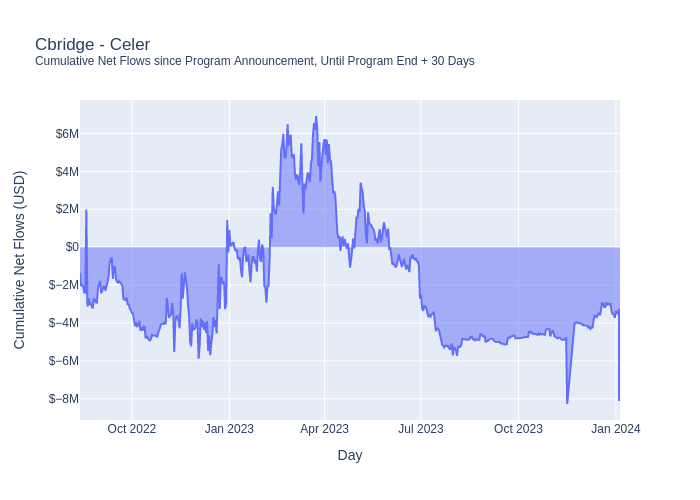 Cbridge - Celer
Cumulative Net Flows since Program Announcement, Until Program End + 30 Days
Cumulative Net Flows (USD)
$6M
$4M
$2M
$0
$−2M
$−4M
$−6M
$−8M
Oct 2022
Jan 2023
Apr 2023
Jul 2023
Oct 2023
Jan 2024
Day